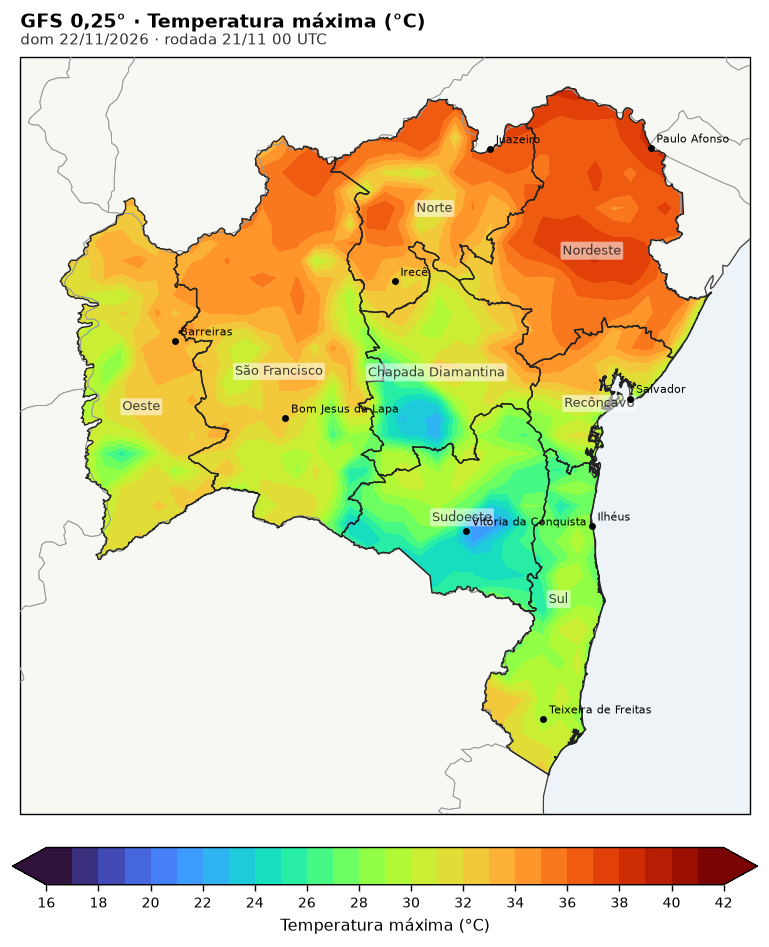 GFS 0,25° · Temperatura máxima (°C)
dom 22/11/2026 · rodada 21/11 00 UTC
Juazeiro
Paulo Afonso
Norte
Nordeste
Irecê
Barreiras
São Francisco
Chapada Diamantina
Salvador
Oeste
Recôncavo
Bom Jesus da Lapa
Sudoeste
Vitória da Conquista
Ilhéus
Sul
Teixeira de Freitas
16 18 20 22 24 26 28 30 32 34 36 38 40 42
Temperatura máxima (°C)